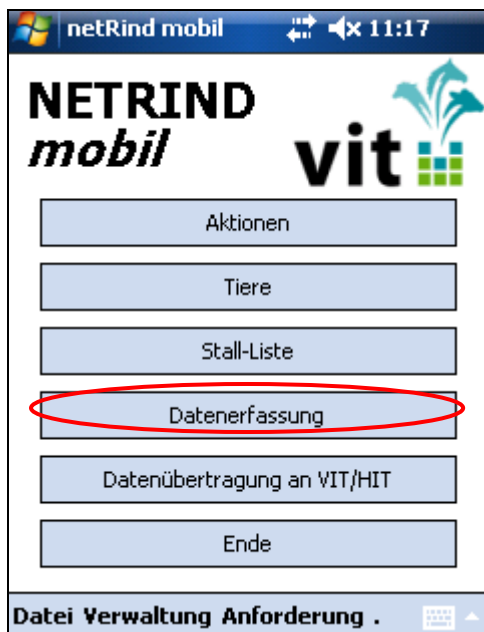 netRind mobil 11:17
NETRIND
mobil
vit
Aktionen
Tiere
Stall-Liste
Datenerfassung
Datenübertragung an VIT/HIT
Ende
Datei Verwaltung Anforderung .